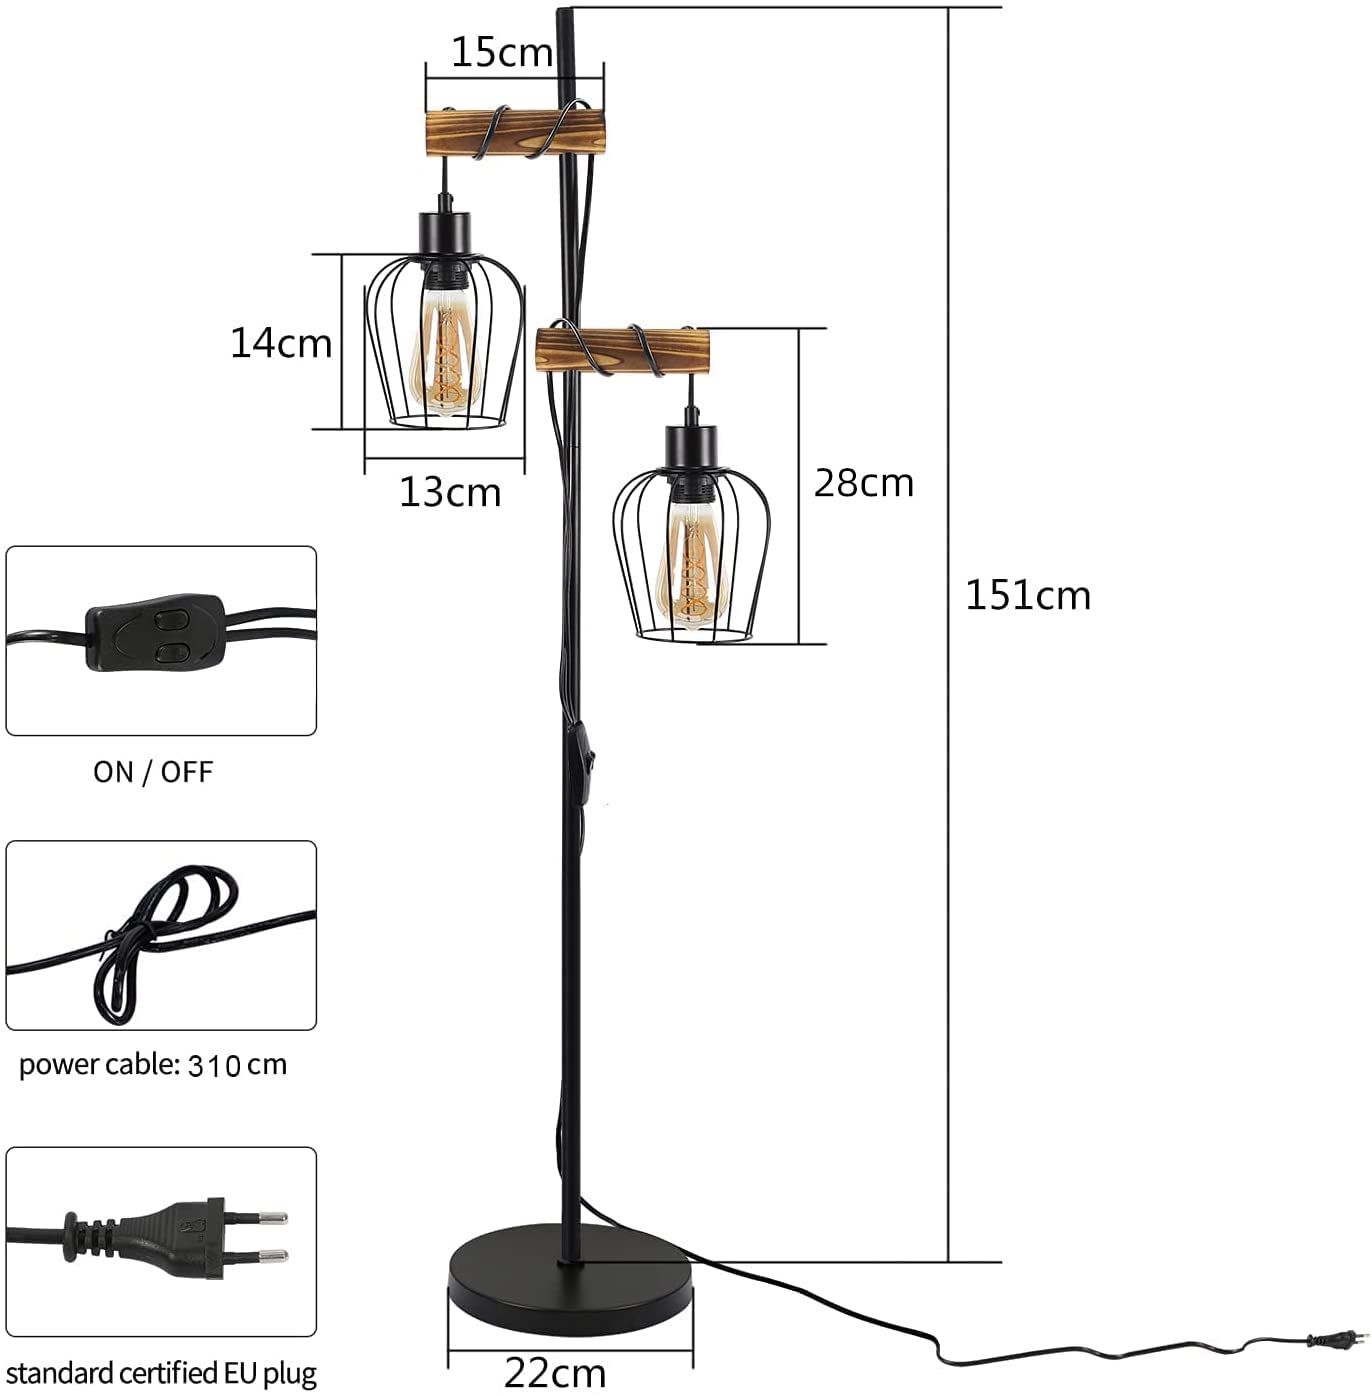 15cm
14cm
13cm
28cm
151cm
ON / OFF
power cable: 310 cm
standard certified EU plug
22cm